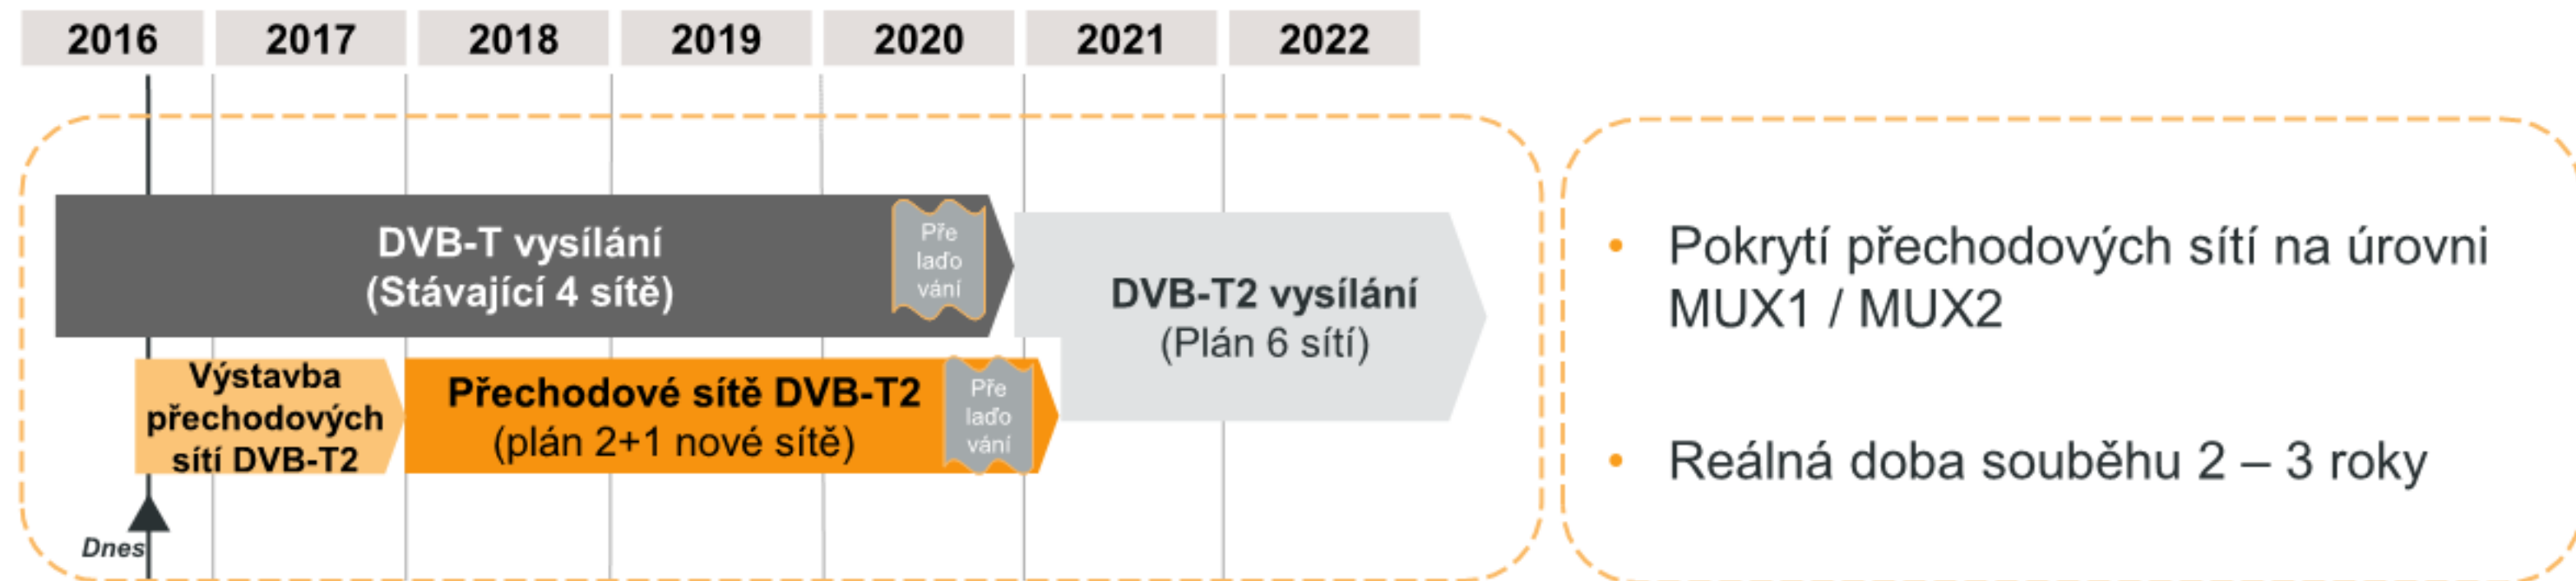 2016 2017 2018 2019 2020 2021 2022
DVB-T vysílání
(Stávající 4 sítě)
Pře
laďo
vání
DVB-T2 vysílání
(Plán 6 sítí)
Výstavba
přechodových
sítí DVB-T2
Přechodové sítě DVB-T2
(plán 2+1 nové sítě)
Pře
laďo
vání
Dnes
• Pokrytí přechodových sítí na úrovni
MUX1 / MUX2
• Reálná doba souběhu 2 – 3 roky